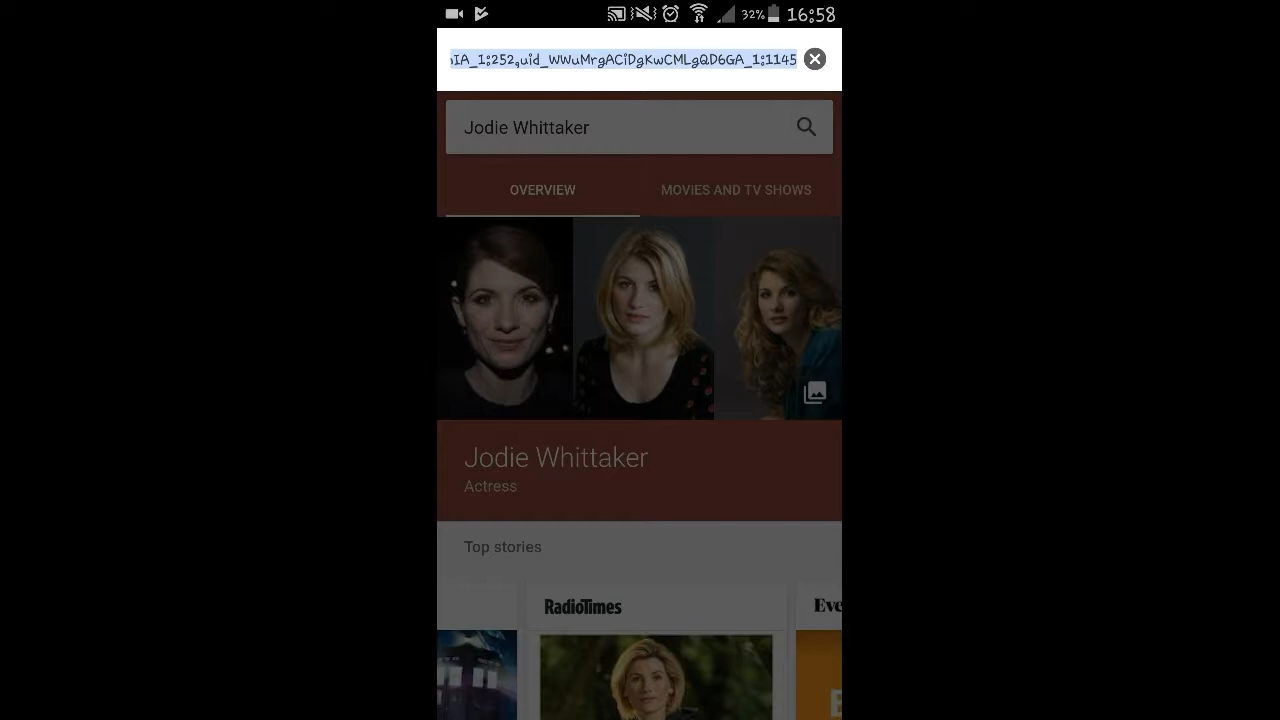 32% 16:58
IA_1:252,uid_WWuMrgACiDgKwCMLgQD6GA_1:1145
Jodie Whittaker
OVERVIEW MOVIES AND TV SHOWS
Jodie Whittaker
Actress
Top stories
RadioTimes